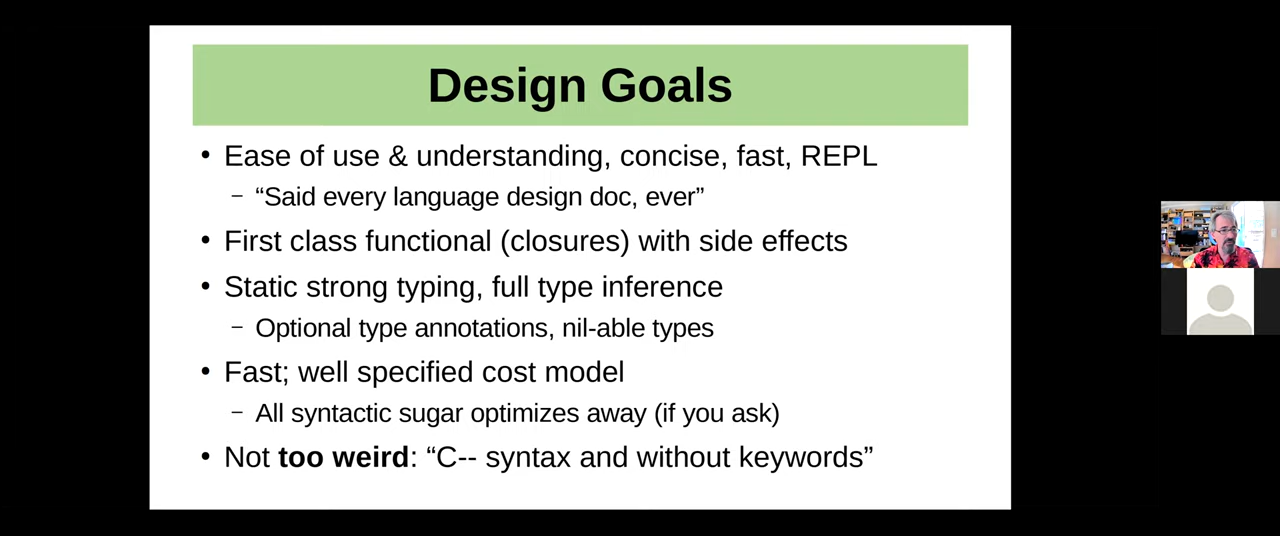 Design Goals
• Ease of use & understanding, concise, fast, REPL
– “Said every language design doc, ever”
• First class functional (closures) with side effects
• Static strong typing, full type inference
– Optional type annotations, nil-able types
• Fast; well specified cost model
– All syntactic sugar optimizes away (if you ask)
• Not too weird: “C-- syntax and without keywords”